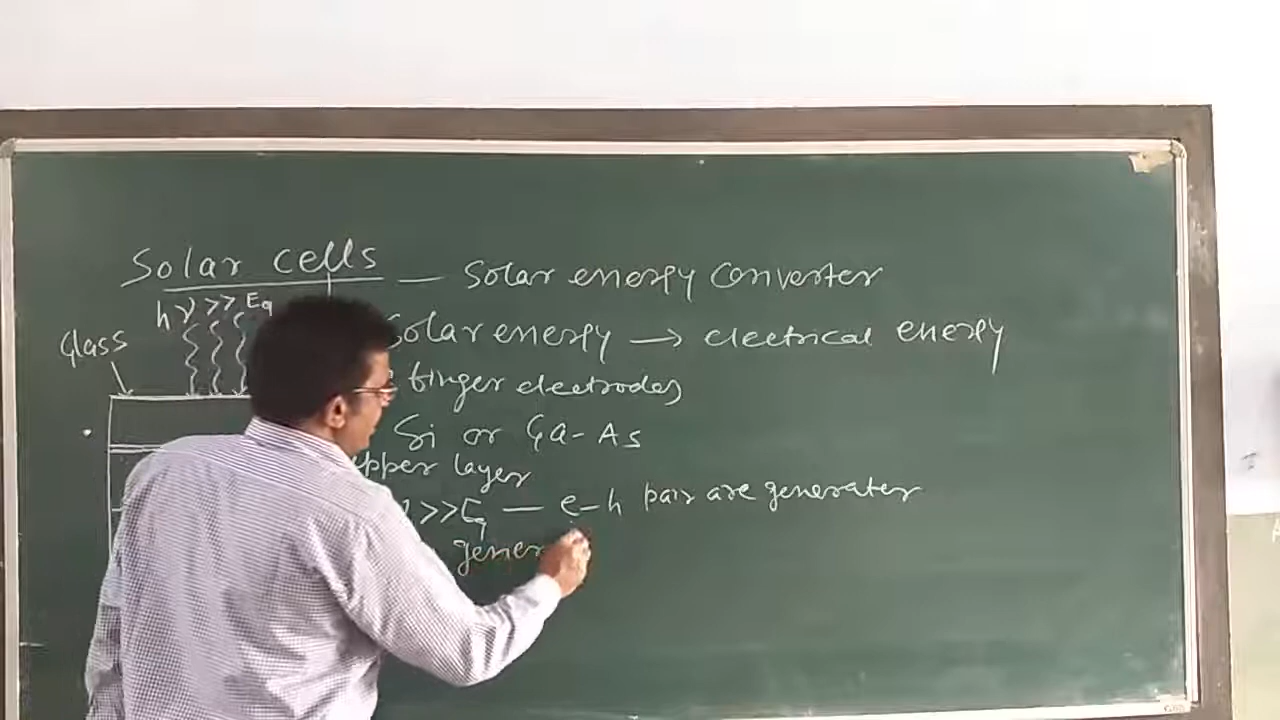 Solar cells — Solar energy converter
hν >> Eg
Glass
Solar energy → electrical energy
finger electrodes
Si or Ga-As
upper layer
>> Eg — e-h pair are generater
gener